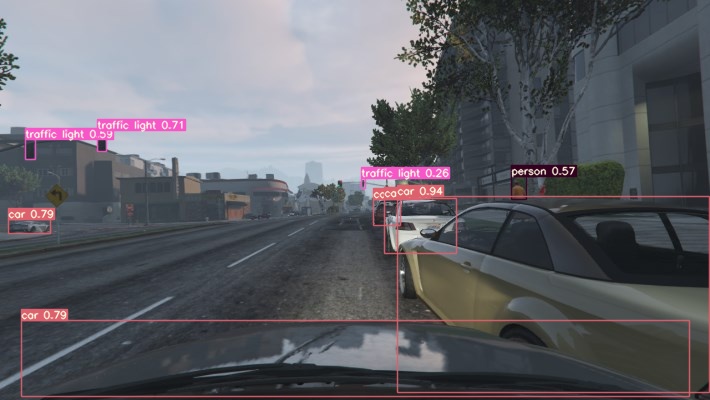 traffic light 0.71
traffic light 0.59
traffic light 0.26
person 0.57
car 0.94
car 0.79
car 0.79